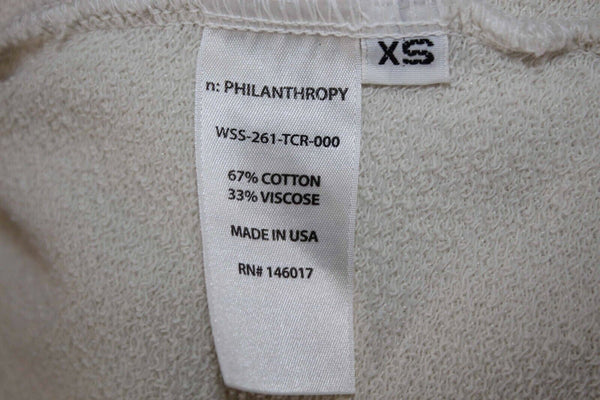 XS
n: PHILANTHROPY
WSS-261-TCR-000
67% COTTON
33% VISCOSE
MADE IN USA
RN# 146017